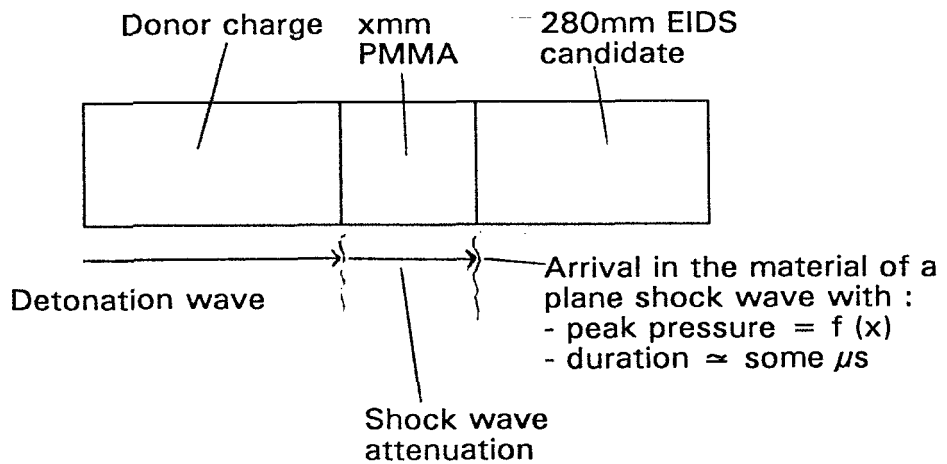 Donor charge
xmm
PMMA
280mm EIDS
candidate
Detonation wave
Arrival in the material of a
plane shock wave with :
- peak pressure = f (x)
- duration ≃ some µs
Shock wave
attenuation